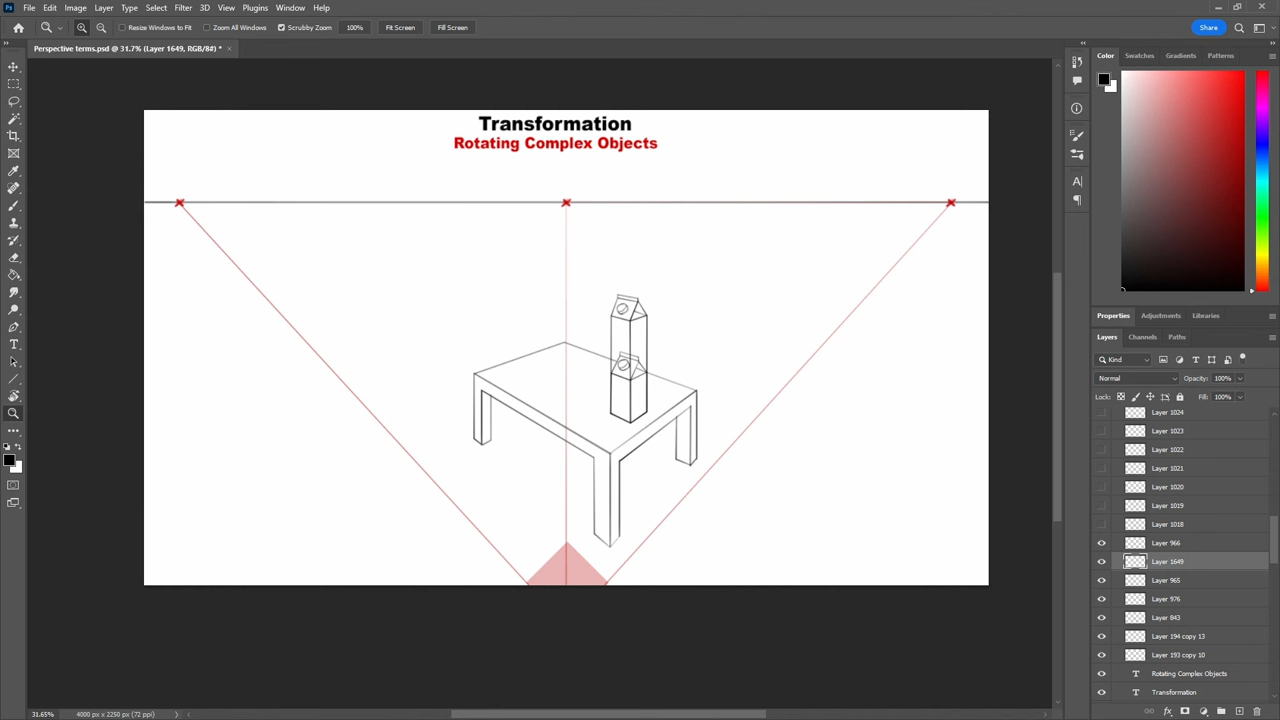 Ps File Edit Image Layer Type Select Filter 3D View Plugins Window Help
Resize Windows to Fit Zoom All Windows Scrubby Zoom 100% Fit Screen Fill Screen Share
Perspective terms.psd @ 31.7% (Layer 1649, RGB/8#) * ×
Color Swatches Gradients Patterns
Transformation
Rotating Complex Objects
Properties Adjustments Libraries
Layers Channels Paths
Kind
Normal Opacity: 100%
Lock: Fill: 100%
Layer 1024
Layer 1023
Layer 1022
Layer 1021
Layer 1020
Layer 1019
Layer 1018
Layer 966
Layer 1649
Layer 965
Layer 976
Layer 843
Layer 194 copy 13
Layer 193 copy 10
T Rotating Complex Objects
T Transformation
31.65% 4000 px x 2250 px (72 ppi)